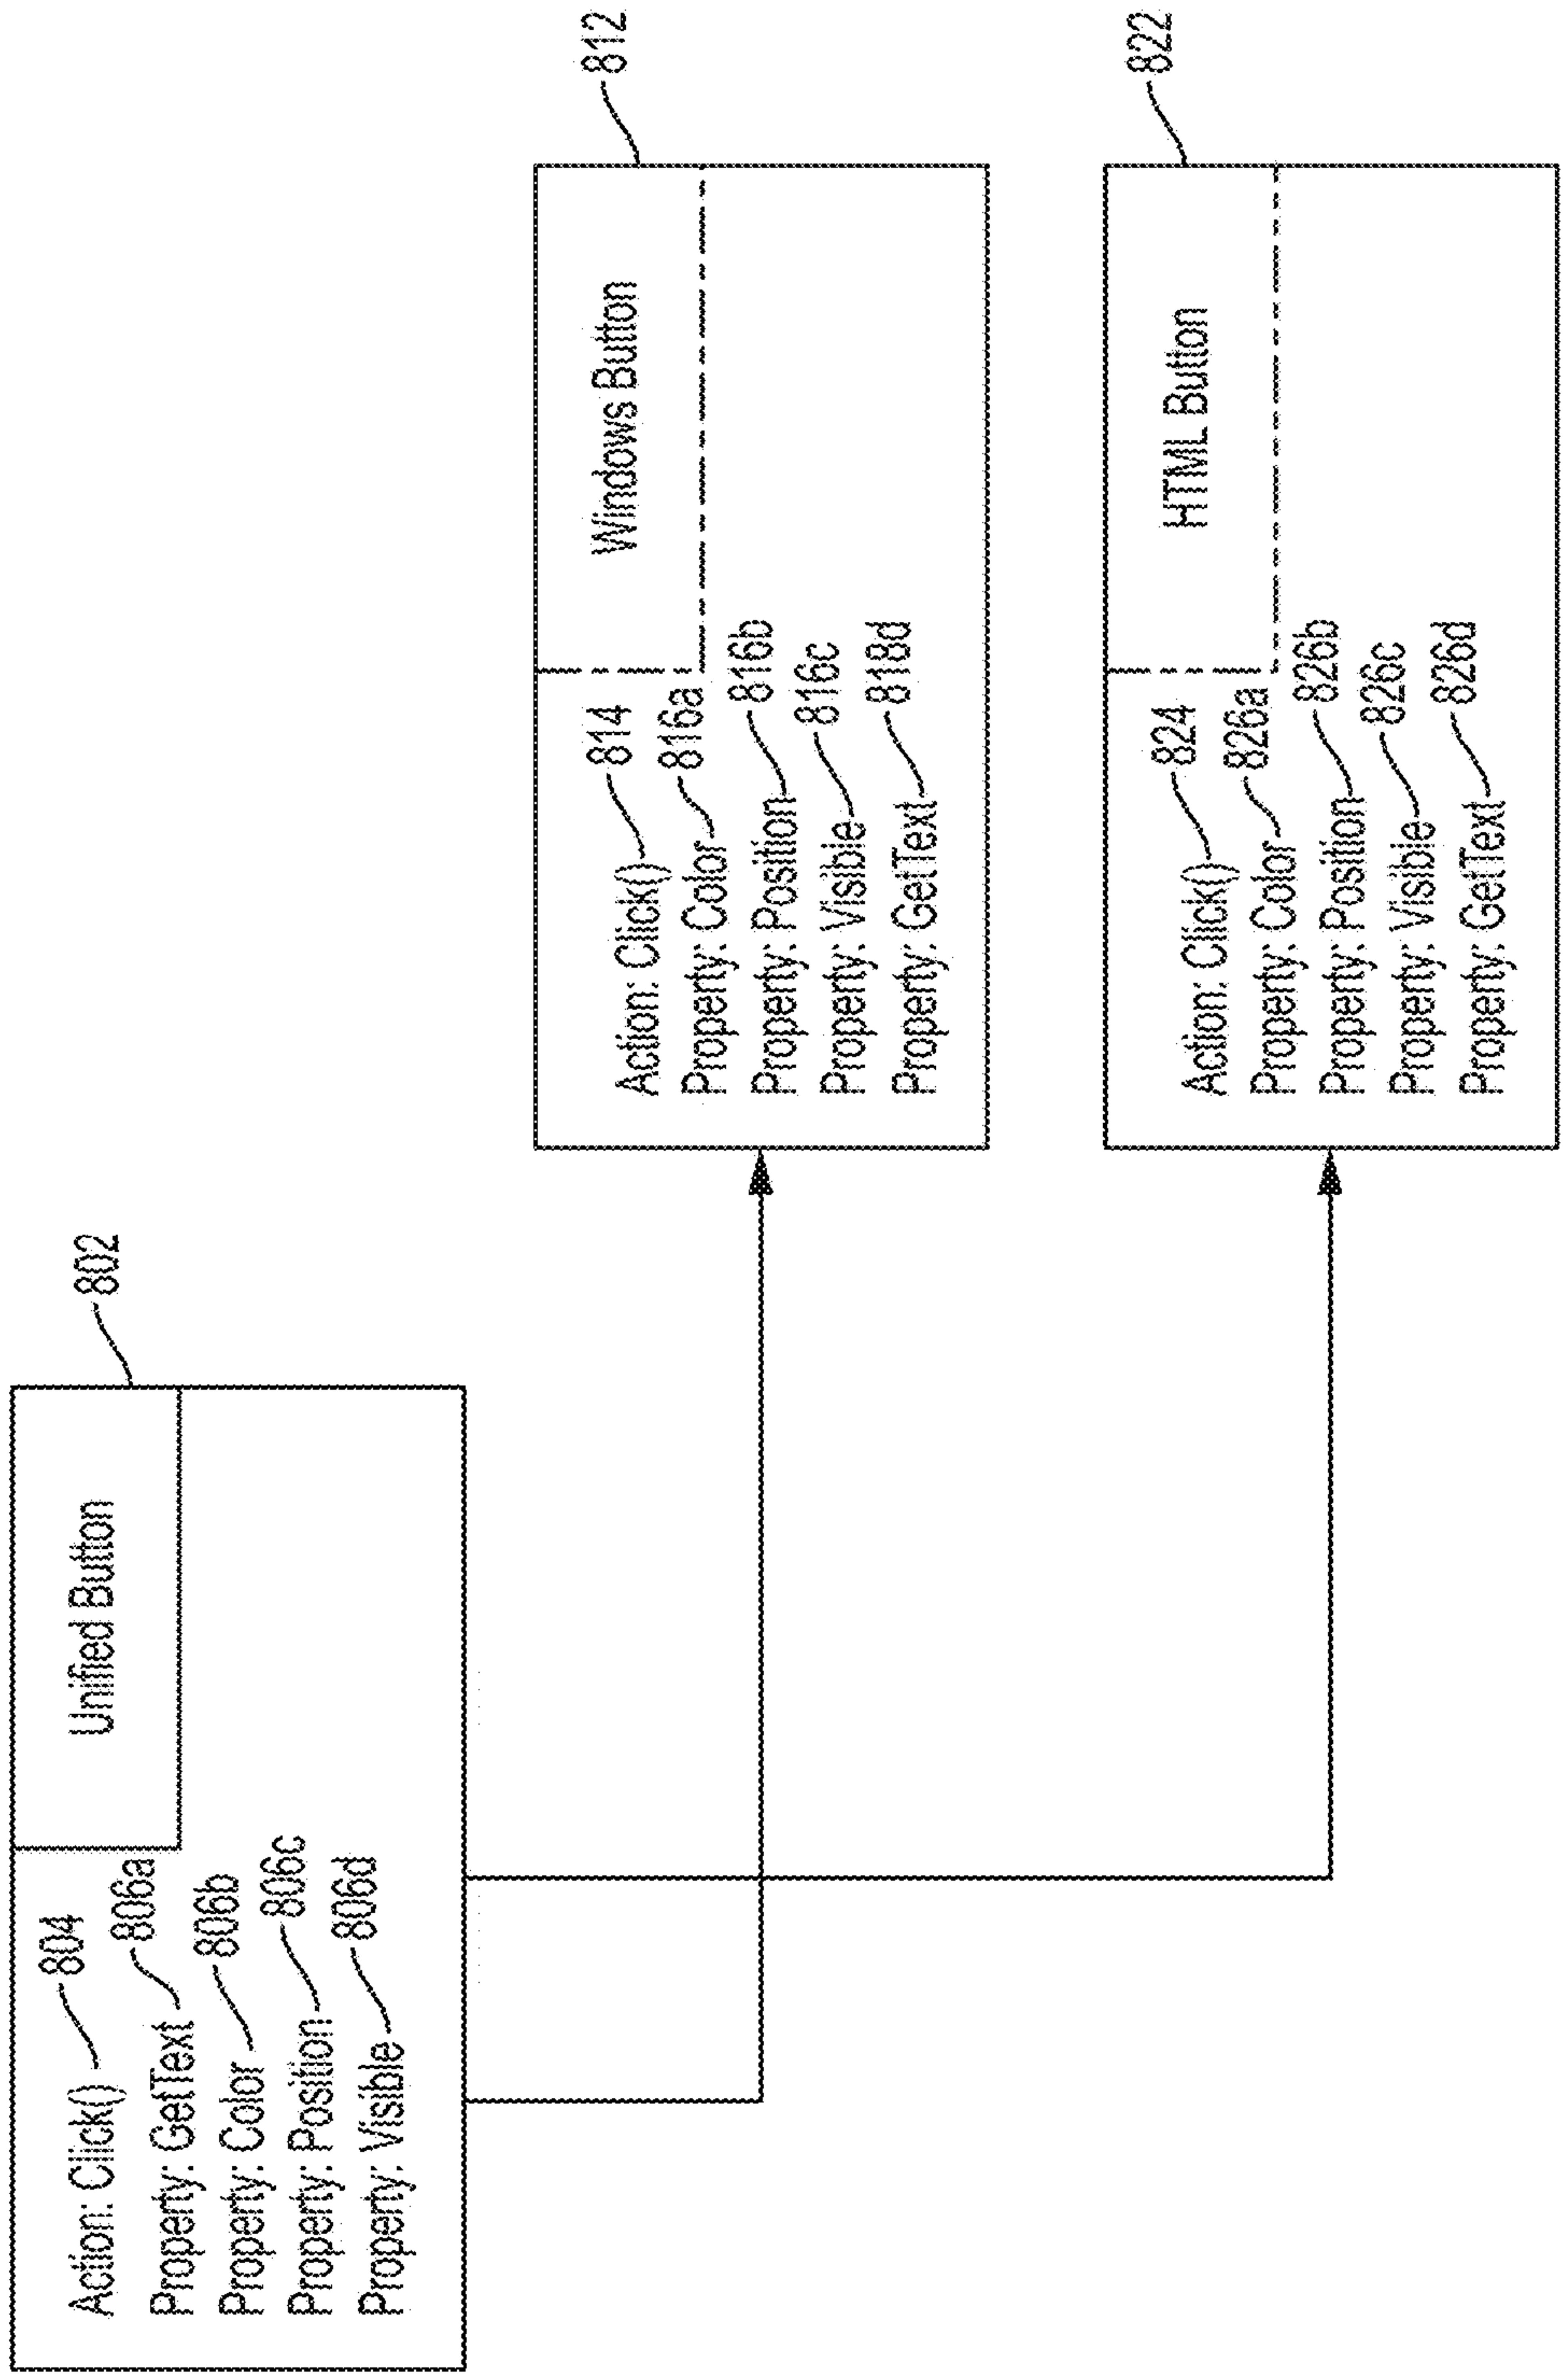 Unified Button
802
Action: Click() 804
Property: GetText 806a
Property: Color 806b
Property: Position 806c
Property: Visible 806d
Windows Button
812
Action: Click() 814
Property: Color 816a
Property: Position 816b
Property: Visible 816c
Property: GetText 818d
HTML Button
822
Action: Click() 824
Property: Color 826a
Property: Position 826b
Property: Visible 826c
Property: GetText 826d